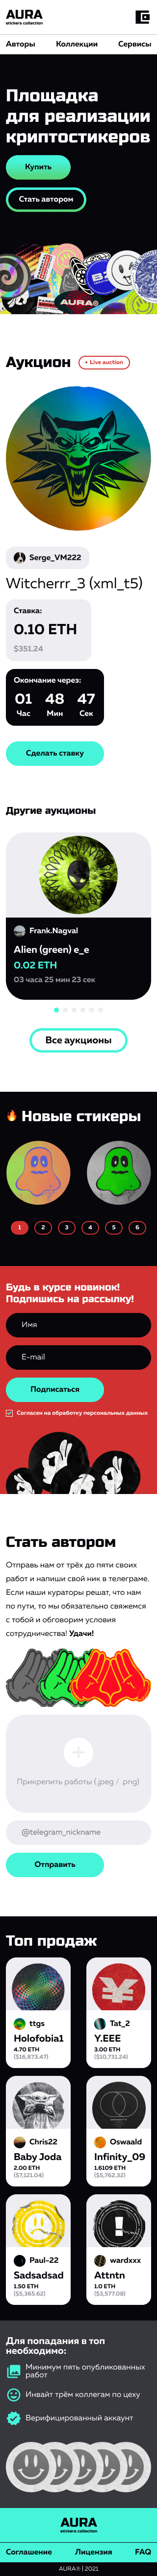 AURA
stickers collection
Авторы Коллекции Сервисы
Площадка
для реализации
криптостикеров
Купить
Стать автором
AURA®
Аукцион
• Live auction
Serge_VM222
Witcherrr_3 (xml_t5)
Ставка:
0.10 ETH
$351.24
Окончание через:
01 48 47
Час Мин Сек
Сделать ставку
Другие аукционы
Frank.Nagval
Alien (green) e_e
0.02 ETH
03 часа 25 мин 23 сек
Все аукционы
Новые стикеры
1 2 3 4 5 6
Будь в курсе новинок!
Подпишись на рассылку!
Имя
E-mail
Подписаться
Согласен на обработку персональных данных
Стать автором
Отправь нам от трёх до пяти своих
работ и напиши свой ник в телеграме.
Если наши кураторы решат, что нам
по пути, то мы обязательно свяжемся
с тобой и обговорим условия
сотрудничества! Удачи!
+
Прикрепить работы (.jpeg / .png)
@telegram_nickname
Отправить
Топ продаж
ttgs
Holofobia1
4.70 ETH
($16,873.47)
Tat_2
Y.EEE
3.00 ETH
($10,731.24)
Chris22
Baby Joda
2.00 ETH
($7,121.04)
Oswaald
Infinity_09
1.6109 ETH
($5,762.32)
Paul-22
Sadsadsad
1.50 ETH
($5,365.62)
wardxxx
Attntn
1.0 ETH
($3,577.08)
Для попадания в топ
необходимо:
Минимум пять опубликованных
работ
Инвайт трём коллегам по цеху
Верифицированный аккаунт
AURA
stickers collection
Соглашение Лицензия FAQ
AURA® | 2021